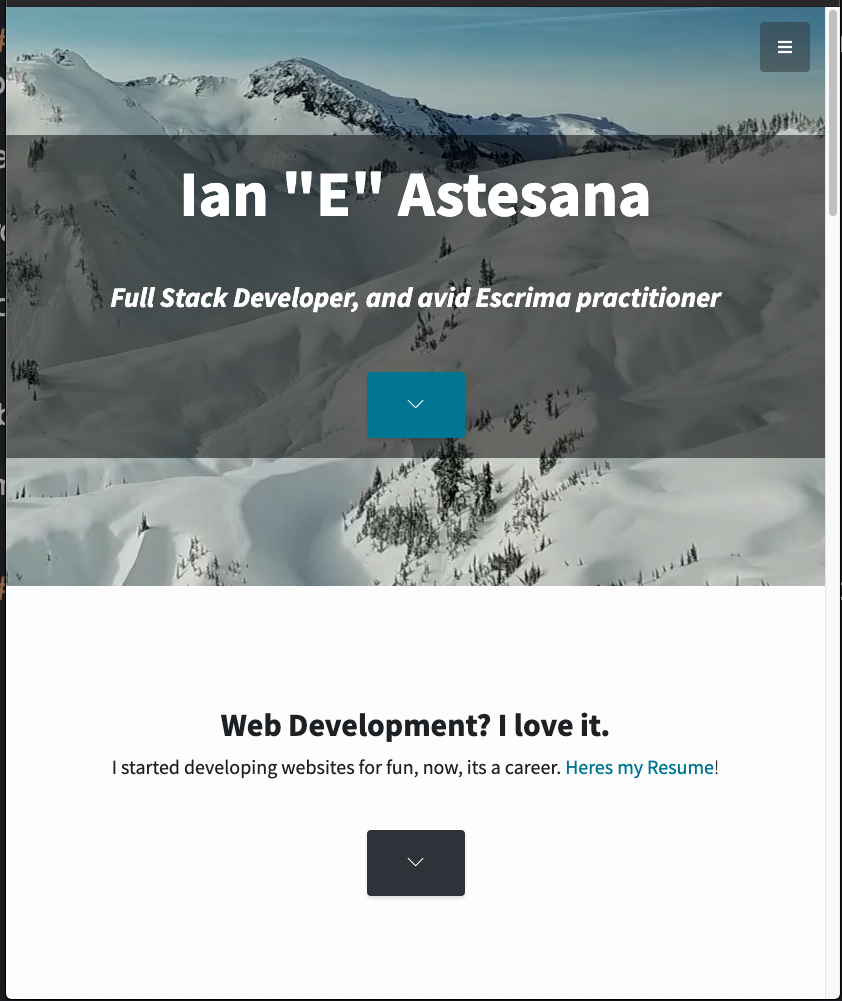 Ian "E" Astesana
Full Stack Developer, and avid Escrima practitioner
Web Development? I love it.
I started developing websites for fun, now, its a career. Heres my Resume!